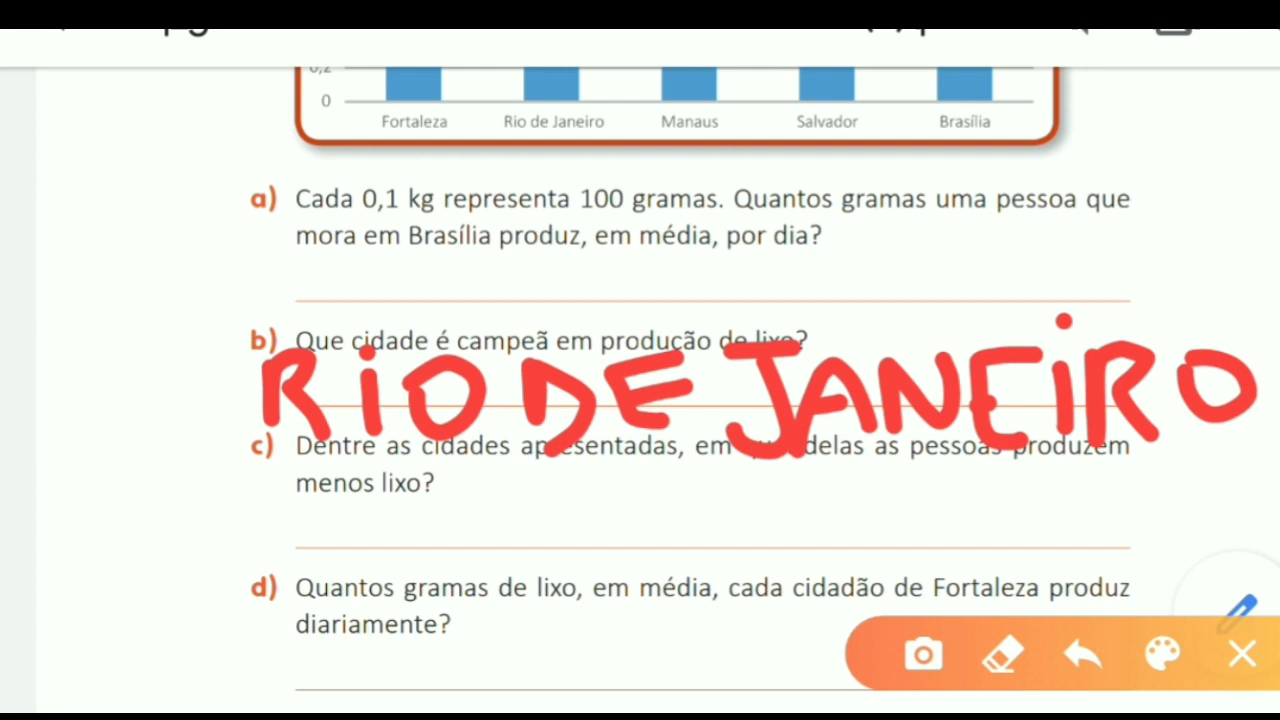 0,2
0
Fortaleza Rio de Janeiro Manaus Salvador Brasília
a) Cada 0,1 kg representa 100 gramas. Quantos gramas uma pessoa que
mora em Brasília produz, em média, por dia?
b) Que cidade é campeã em produção de lixo?
RIO DE JANEIRO
c) Dentre as cidades apresentadas, em qual delas as pessoas produzem
menos lixo?
d) Quantos gramas de lixo, em média, cada cidadão de Fortaleza produz
diariamente?